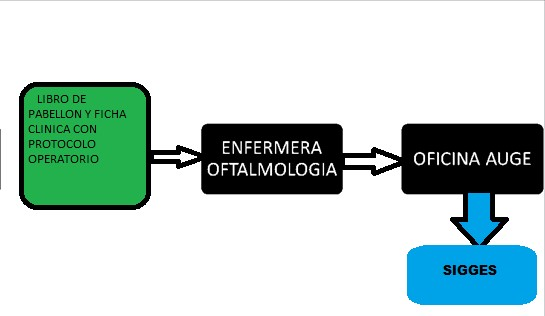 LIBRO DE
PABELLON Y FICHA
CLINICA CON
PROTOCOLO
OPERATORIO
ENFERMERA
OFTALMOLOGIA
OFICINA AUGE
SIGGES